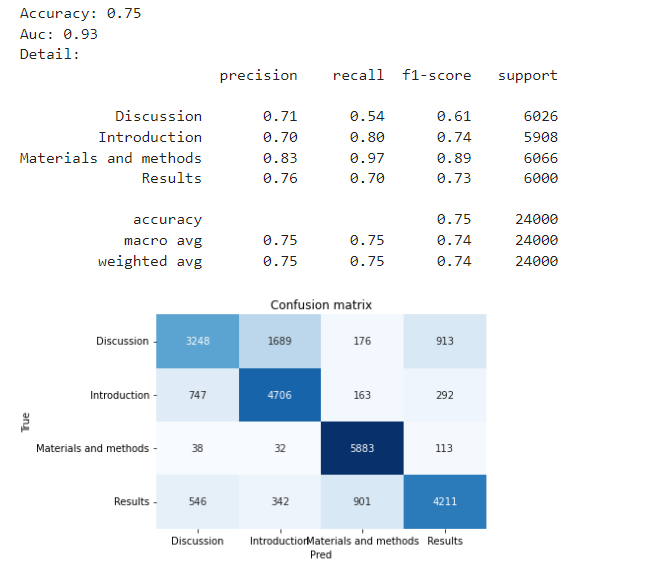 Accuracy: 0.75
Auc: 0.93
Detail:
precision recall f1-score support
Discussion 0.71 0.54 0.61 6026
Introduction 0.70 0.80 0.74 5908
Materials and methods 0.83 0.97 0.89 6066
Results 0.76 0.70 0.73 6000
accuracy 0.75 24000
macro avg 0.75 0.75 0.74 24000
weighted avg 0.75 0.75 0.74 24000
Confusion matrix
Discussion 3248 1689 176 913
Introduction 747 4706 163 292
True
Materials and methods 38 32 5883 113
Results 546 342 901 4211
Discussion Introduction Materials and methods Results
Pred